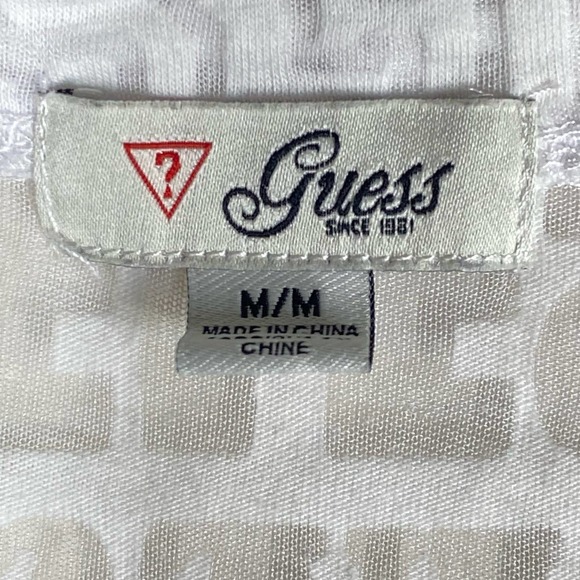 ?
Guess
SINCE 1981
M/M
MADE IN CHINA
CHINE